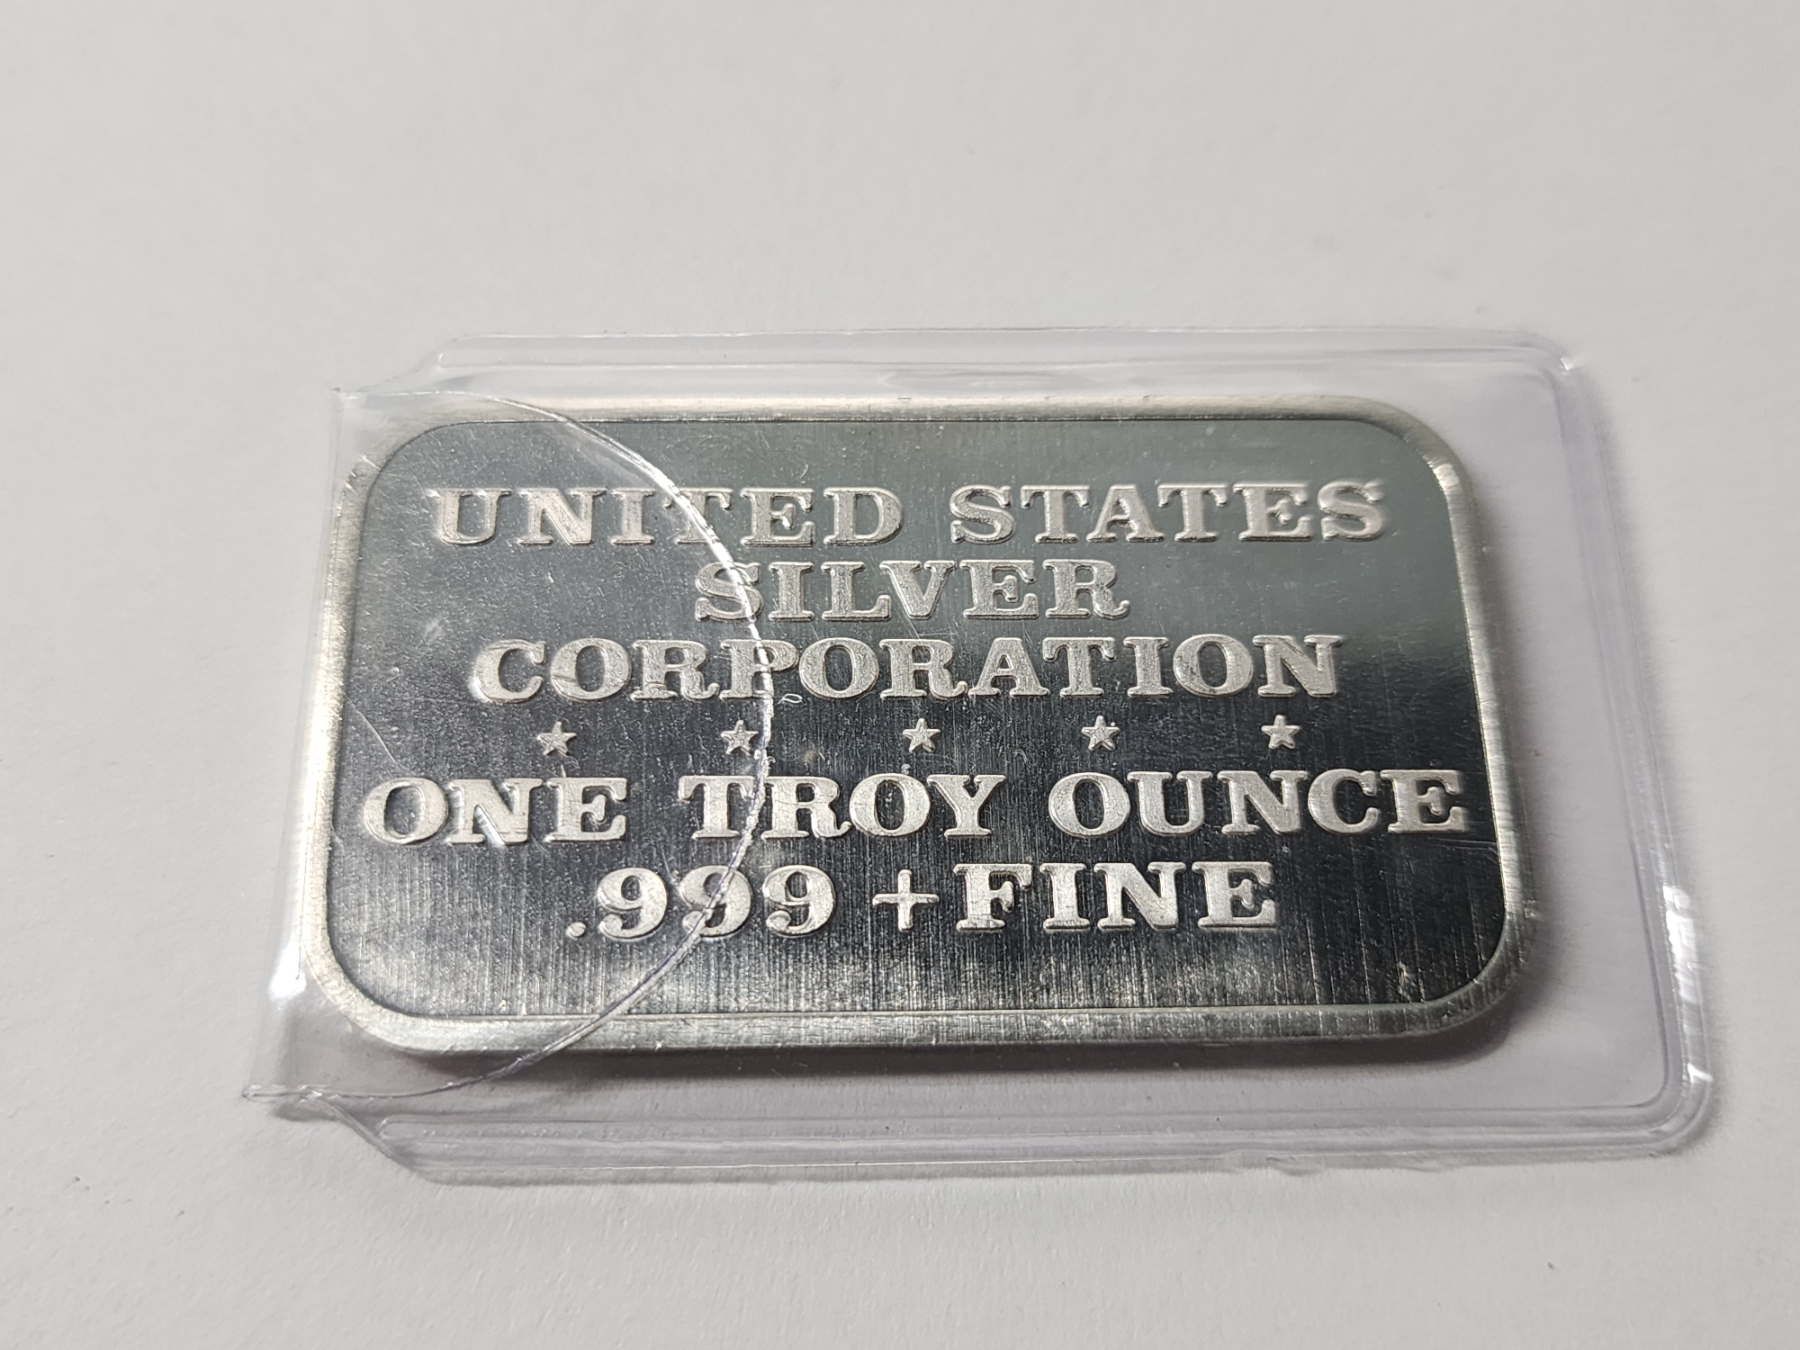 UNITED STATES
SILVER
CORPORATION
★ ★ ★ ★ ★
ONE TROY OUNCE
.999 + FINE